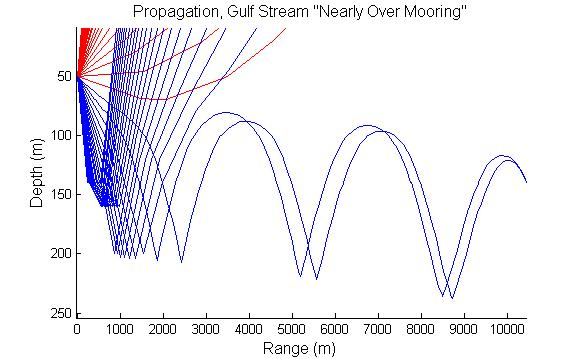 Propagation, Gulf Stream "Nearly Over Mooring"
50
100
150
200
250
Depth (m)
0 1000 2000 3000 4000 5000 6000 7000 8000 9000 10000
Range (m)